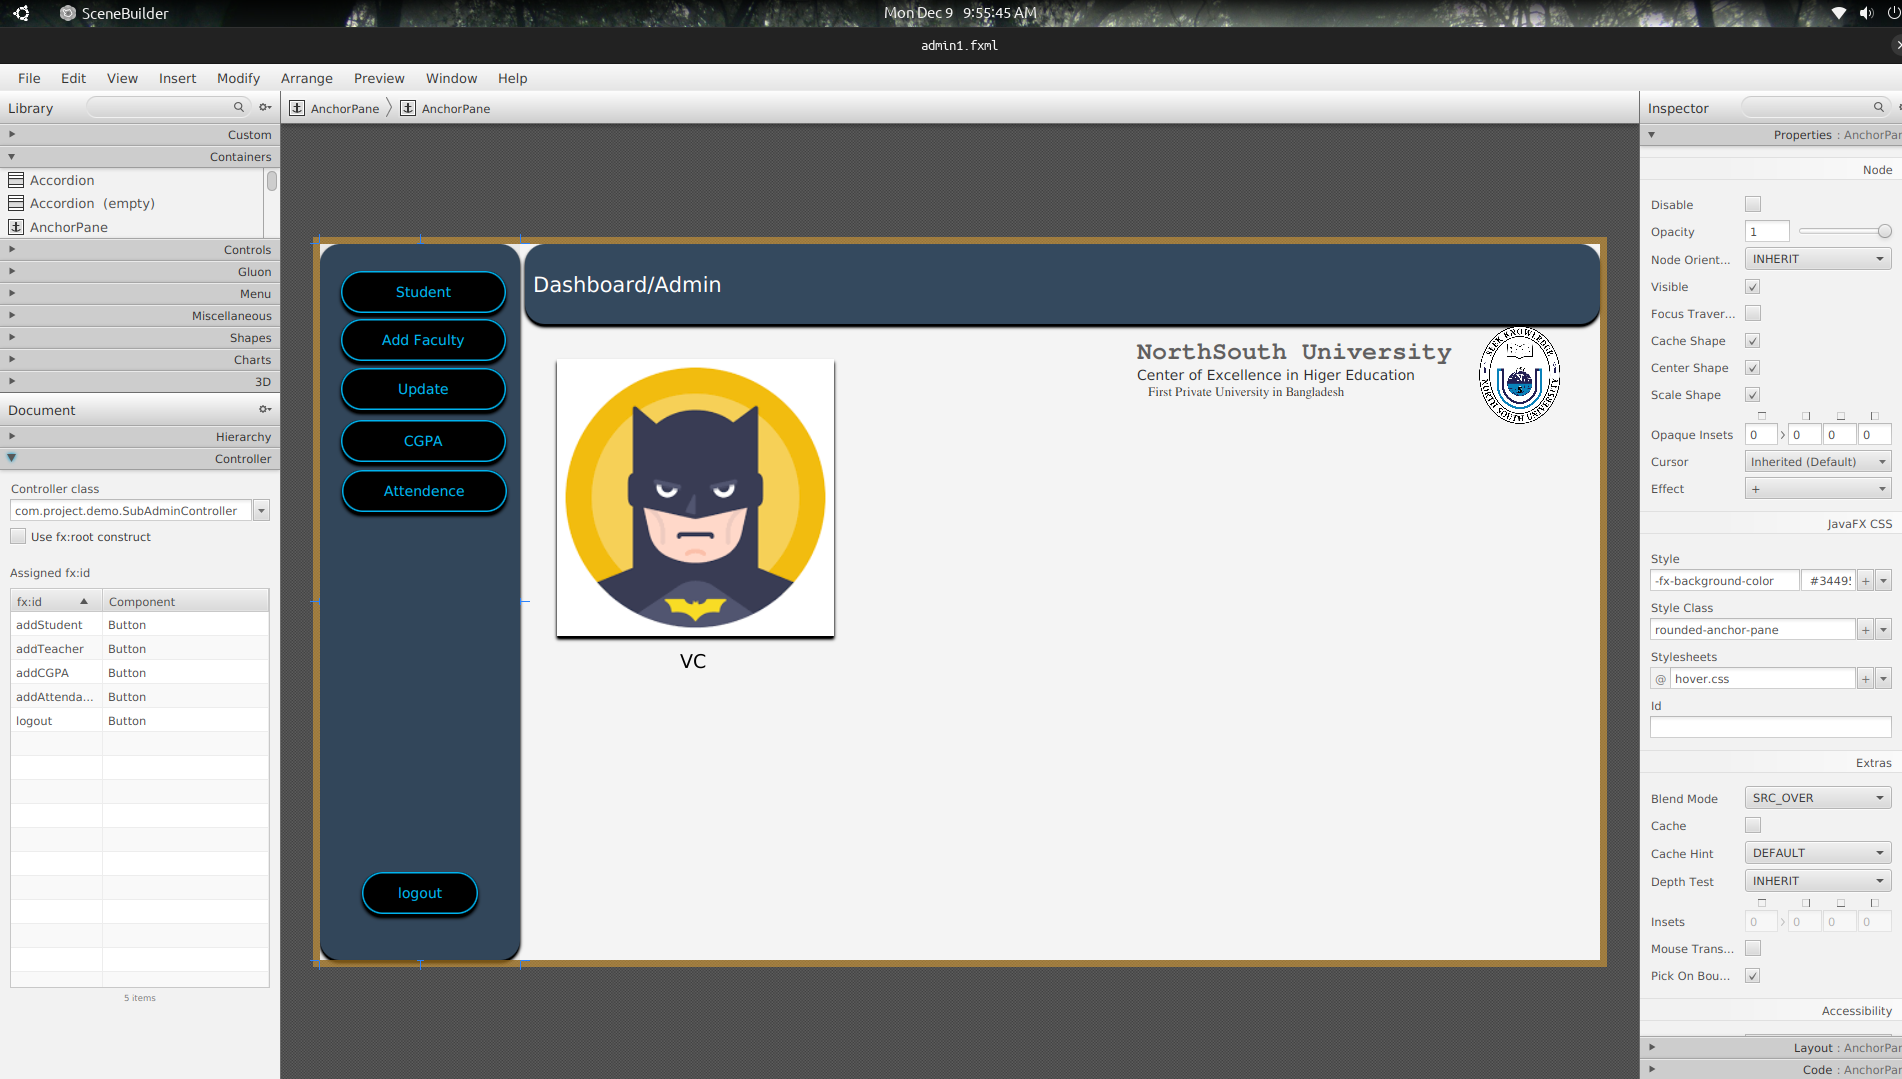 SceneBuilder
Mon Dec 9 9:55:45 AM
admin1.fxml
File Edit View Insert Modify Arrange Preview Window Help
Library
Custom
Containers
Accordion
Accordion (empty)
AnchorPane
Controls
Gluon
Menu
Miscellaneous
Shapes
Charts
3D
Document
Hierarchy
Controller
Controller class
com.project.demo.SubAdminController
Use fx:root construct
Assigned fx:id
fx:id Component
addStudent Button
addTeacher Button
addCGPA Button
addAttenda... Button
logout Button
5 items
AnchorPane AnchorPane
Student
Add Faculty
Update
CGPA
Attendence
logout
Dashboard/Admin
NorthSouth University
Center of Excellence in Higer Education
First Private University in Bangladesh
SEEK KNOWLEDGE
NORTH SOUTH UNIVERSITY
VC
Inspector
Properties : AnchorPan
Node
Disable
Opacity 1
Node Orient... INHERIT
Visible
Focus Traver...
Cache Shape
Center Shape
Scale Shape
Opaque Insets 0 0 0 0
Cursor Inherited (Default)
Effect +
JavaFX CSS
Style
-fx-background-color #3449
Style Class
rounded-anchor-pane
Stylesheets
@ hover.css
Id
Extras
Blend Mode SRC_OVER
Cache
Cache Hint DEFAULT
Depth Test INHERIT
Insets 0 0 0 0
Mouse Trans...
Pick On Bou...
Accessibility
Layout : AnchorPan
Code : AnchorPan